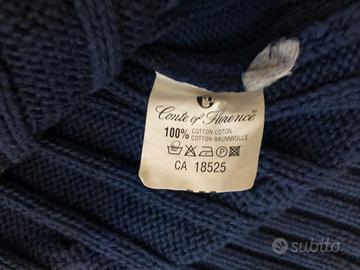 Conte of Florence
100% COTTON-COTON
COTTON-BAUMWOLLE
CA 18525
subito